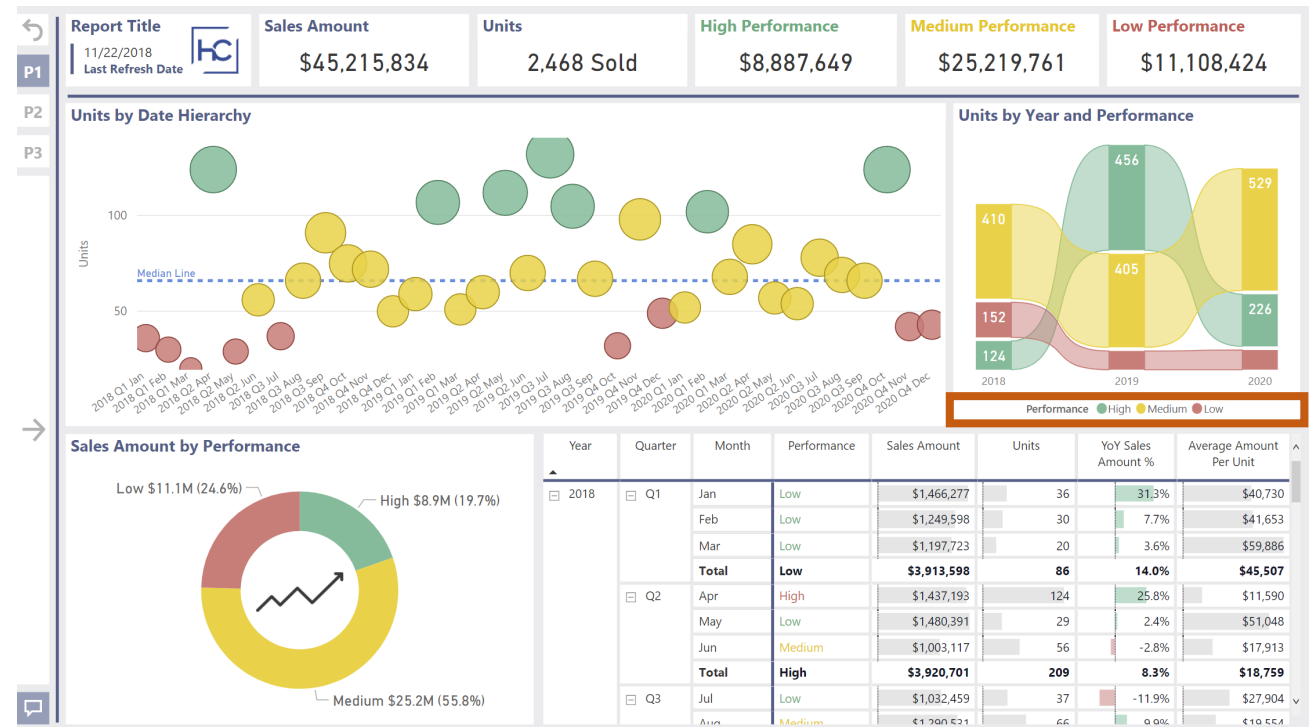 Report Title
11/22/2018
Last Refresh Date
hc
Sales Amount
$45,215,834
Units
2,468 Sold
High Performance
$8,887,649
Medium Performance
$25,219,761
Low Performance
$11,108,424
P1
P2
P3
Units by Date Hierarchy
Units
100
50
Median Line
2018 Q1 Jan
2018 Q1 Feb
2018 Q1 Mar
2018 Q2 Apr
2018 Q2 May
2018 Q2 Jun
2018 Q3 Jul
2018 Q3 Aug
2018 Q3 Sep
2018 Q4 Oct
2018 Q4 Nov
2018 Q4 Dec
2019 Q1 Jan
2019 Q1 Feb
2019 Q1 Mar
2019 Q2 Apr
2019 Q2 May
2019 Q2 Jun
2019 Q3 Jul
2019 Q3 Aug
2019 Q3 Sep
2019 Q4 Oct
2019 Q4 Nov
2019 Q4 Dec
2020 Q1 Jan
2020 Q1 Feb
2020 Q1 Mar
2020 Q2 Apr
2020 Q2 May
2020 Q2 Jun
2020 Q3 Jul
2020 Q3 Aug
2020 Q3 Sep
2020 Q4 Oct
2020 Q4 Nov
2020 Q4 Dec
Units by Year and Performance
410
152
124
456
405
529
226
2018 2019 2020
Performance High Medium Low
Sales Amount by Performance
Low $11.1M (24.6%)
High $8.9M (19.7%)
Medium $25.2M (55.8%)
Year Quarter Month Performance Sales Amount Units YoY Sales Amount % Average Amount Per Unit
2018 Q1 Jan Low $1,466,277 36 31.3% $40,730
Feb Low $1,249,598 30 7.7% $41,653
Mar Low $1,197,723 20 3.6% $59,886
Total Low $3,913,598 86 14.0% $45,507
Q2 Apr High $1,437,193 124 25.8% $11,590
May Low $1,480,391 29 2.4% $51,048
Jun Medium $1,003,117 56 -2.8% $17,913
Total High $3,920,701 209 8.3% $18,759
Q3 Jul Low $1,032,459 37 -11.9% $27,904
Aug Medium $1,290,531 66 9.9% $19,554